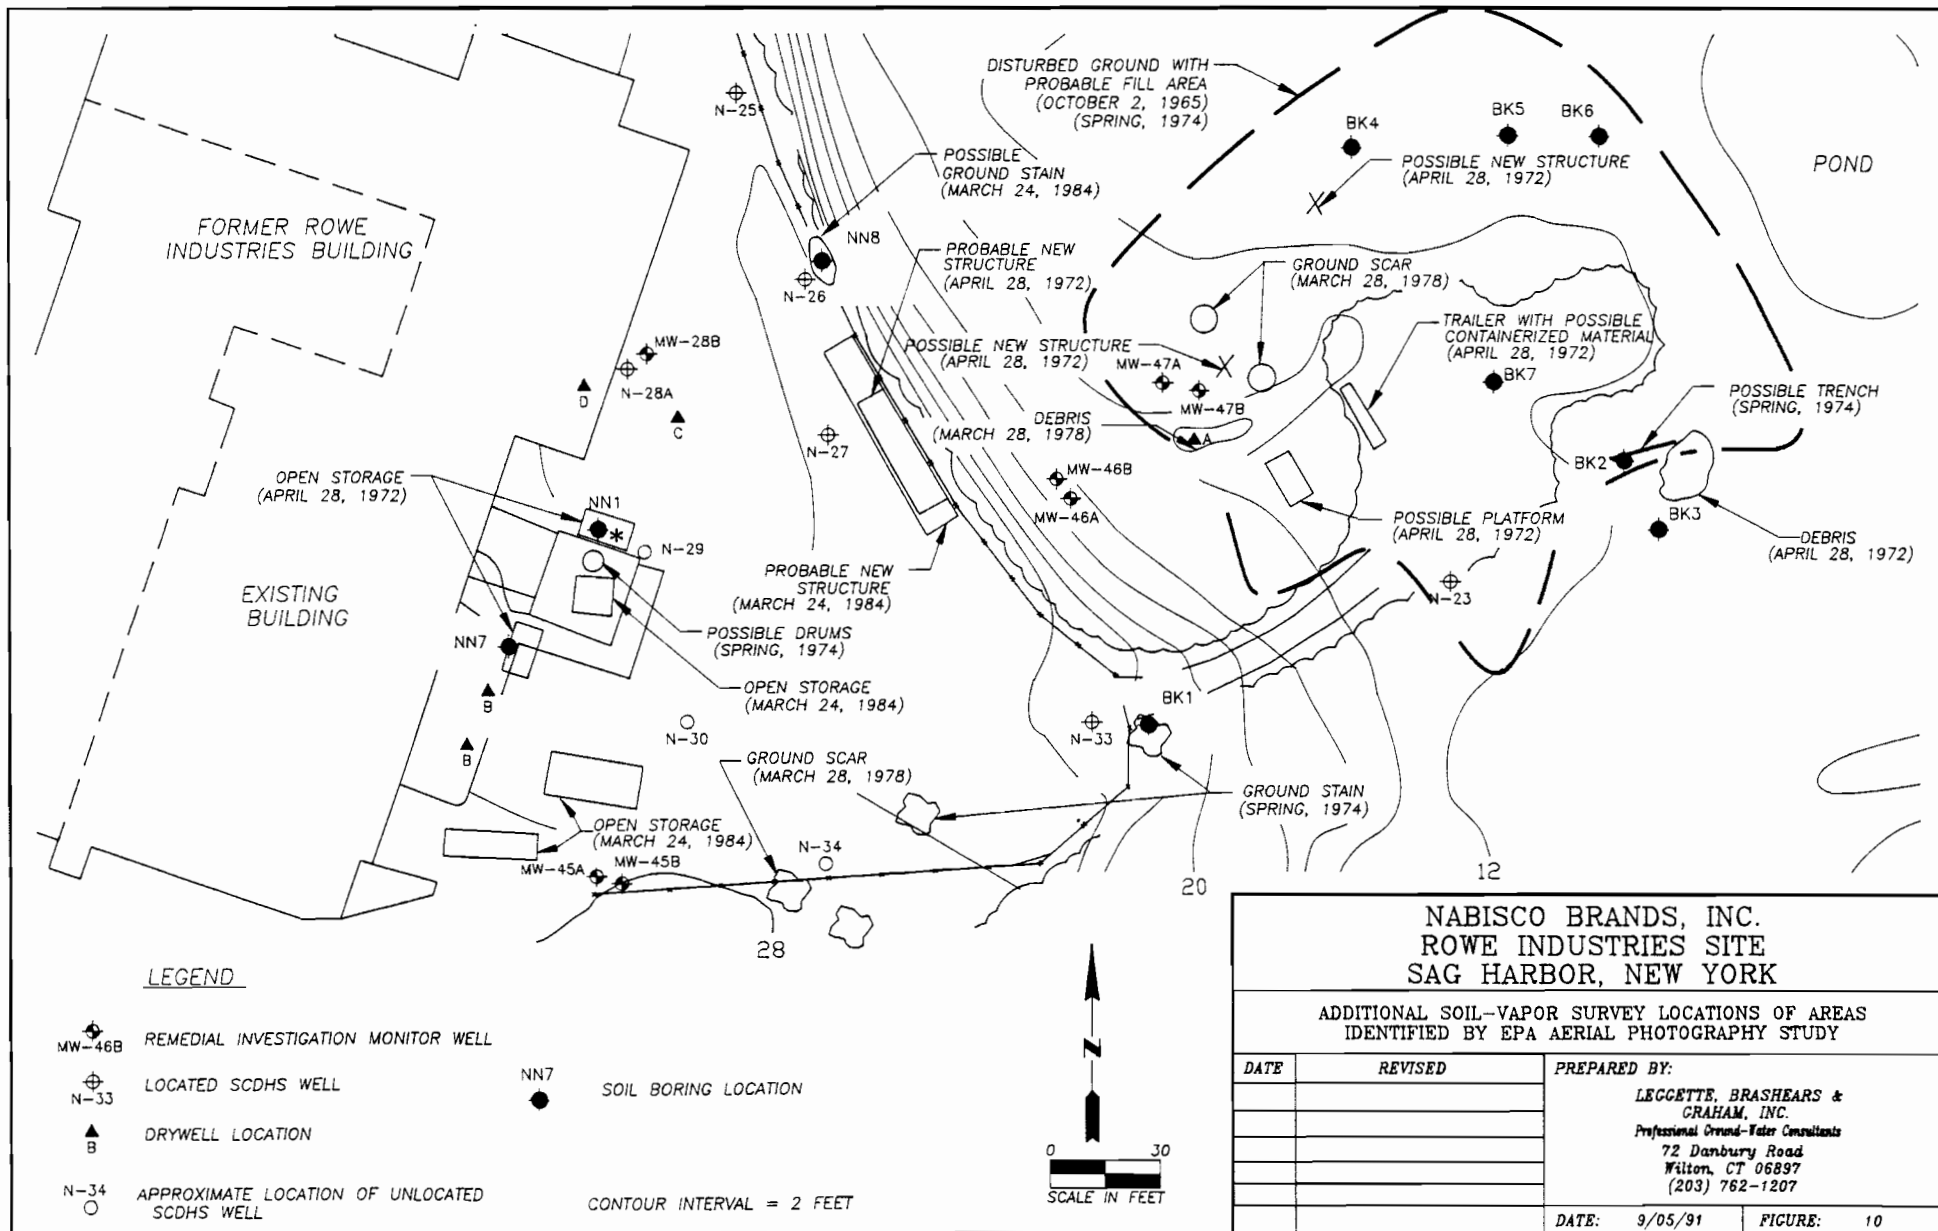 DISTURBED GROUND WITH
PROBABLE FILL AREA
(OCTOBER 2, 1965)
(SPRING, 1974)
N-25
BK4
BK5
BK6
POSSIBLE
GROUND STAIN
(MARCH 24, 1984)
POSSIBLE NEW STRUCTURE
(APRIL 28, 1972)
POND
FORMER ROWE
INDUSTRIES BUILDING
NN8
N-26
PROBABLE NEW
STRUCTURE
(APRIL 28, 1972)
GROUND SCAR
(MARCH 28, 1978)
TRAILER WITH POSSIBLE
CONTAINERIZED MATERIAL
(APRIL 28, 1972)
MW-28B
N-28A
D
C
POSSIBLE NEW STRUCTURE
(APRIL 28, 1972)
MW-47A
MW-47B
BK7
POSSIBLE TRENCH
(SPRING, 1974)
DEBRIS
(MARCH 28, 1978)
A
N-27
BK2
OPEN STORAGE
(APRIL 28, 1972)
MW-46B
MW-46A
NN1
*
N-29
POSSIBLE PLATFORM
(APRIL 28, 1972)
BK3
DEBRIS
(APRIL 28, 1972)
EXISTING
BUILDING
PROBABLE NEW
STRUCTURE
(MARCH 24, 1984)
N-23
NN7
POSSIBLE DRUMS
(SPRING, 1974)
OPEN STORAGE
(MARCH 24, 1984)
B
N-30
N-33
BK1
B
GROUND SCAR
(MARCH 28, 1978)
GROUND STAIN
(SPRING, 1974)
OPEN STORAGE
(MARCH 24, 1984)
N-34
MW-45A
MW-45B
28
20
12
LEGEND
MW-46B
REMEDIAL INVESTIGATION MONITOR WELL
N-33
LOCATED SCDHS WELL
NN7
SOIL BORING LOCATION
B
DRYWELL LOCATION
N-34
APPROXIMATE LOCATION OF UNLOCATED
SCDHS WELL
CONTOUR INTERVAL = 2 FEET
N
0 30
SCALE IN FEET
NABISCO BRANDS, INC.
ROWE INDUSTRIES SITE
SAG HARBOR, NEW YORK
ADDITIONAL SOIL-VAPOR SURVEY LOCATIONS OF AREAS
IDENTIFIED BY EPA AERIAL PHOTOGRAPHY STUDY
DATE REVISED PREPARED BY:
LEGGETTE, BRASHEARS &
GRAHAM, INC.
Professional Ground-Water Consultants
72 Danbury Road
Wilton, CT 06897
(203) 762-1207
DATE: 9/05/91 FIGURE: 10